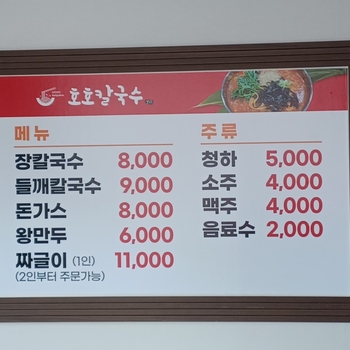 호호칼국수
메뉴
장칼국수 8,000
들깨칼국수 9,000
돈가스 8,000
왕만두 6,000
짜글이 (1인) 11,000
(2인부터 주문가능)
주류
청하 5,000
소주 4,000
맥주 4,000
음료수 2,000